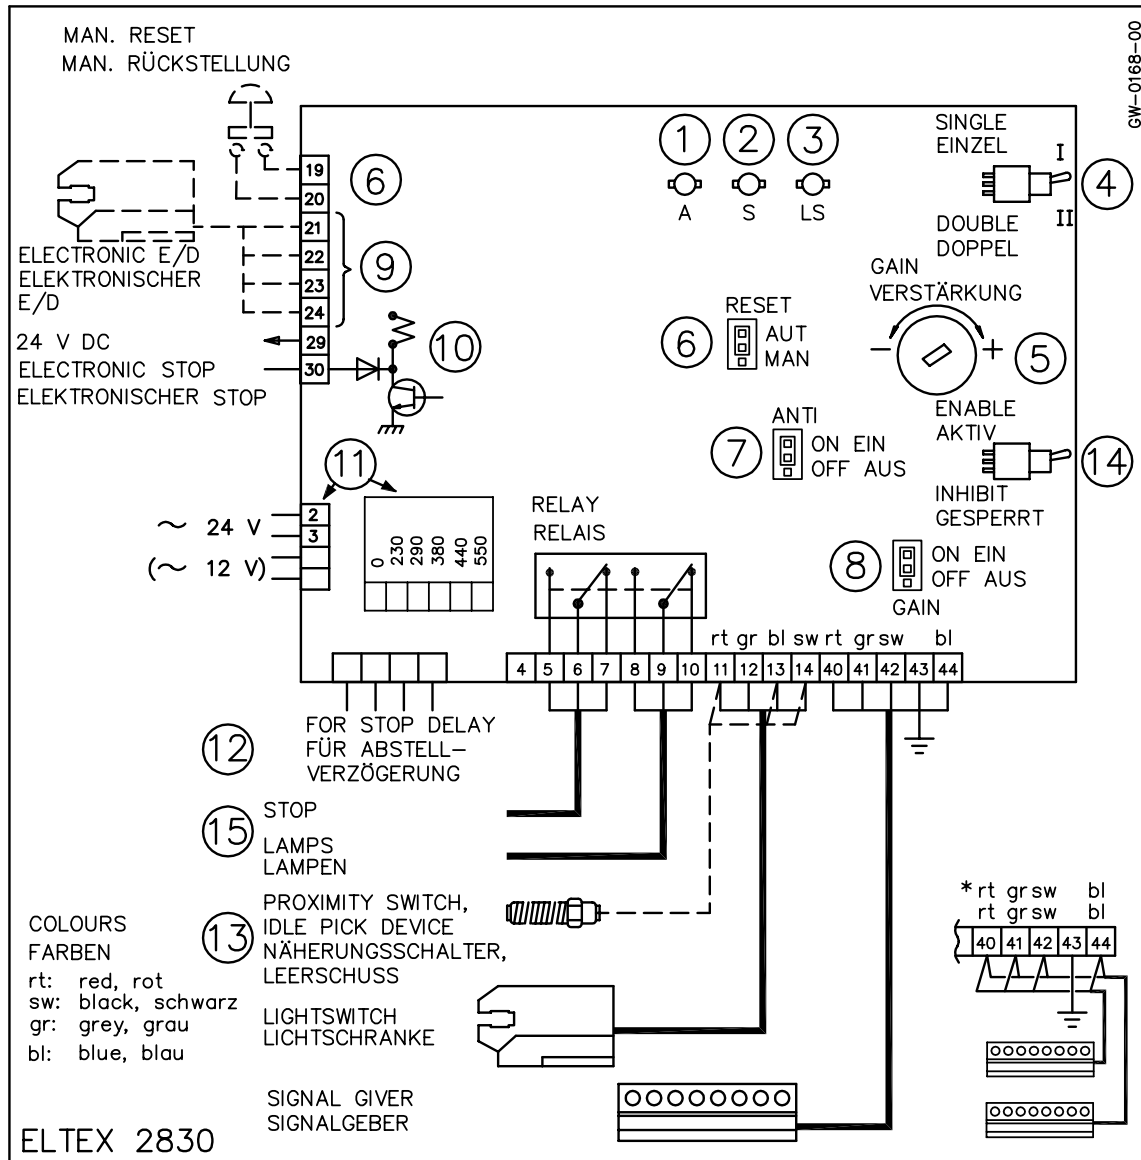 GW-0168-00
MAN. RESET
MAN. RÜCKSTELLUNG
1 2 3
A S LS
SINGLE
EINZEL
I
4
II
DOUBLE
DOPPEL
19
20
6
21
22
23
24
9
29
30
10
ELECTRONIC E/D
ELEKTRONISCHER
E/D
24 V DC
ELECTRONIC STOP
ELEKTRONISCHER STOP
GAIN
VERSTÄRKUNG
− + 5
RESET
6 AUT
MAN
ANTI
7 ON EIN
OFF AUS
ENABLE
AKTIV
14
INHIBIT
GESPERRT
8 ON EIN
OFF AUS
GAIN
11
2
3
~ 24 V
(~ 12 V)
0 230 290 380 440 550
RELAY
RELAIS
rt gr bl sw rt gr sw bl
4 5 6 7 8 9 10 11 12 13 14 40 41 42 43 44
12
FOR STOP DELAY
FÜR ABSTELL-
VERZÖGERUNG
15
STOP
LAMPS
LAMPEN
13
PROXIMITY SWITCH,
IDLE PICK DEVICE
NÄHERUNGSSCHALTER,
LEERSCHUSS
LIGHTSWITCH
LICHTSCHRANKE
SIGNAL GIVER
SIGNALGEBER
* rt gr sw bl
rt gr sw bl
40 41 42 43 44
COLOURS
FARBEN
rt: red, rot
sw: black, schwarz
gr: grey, grau
bl: blue, blau
ELTEX 2830